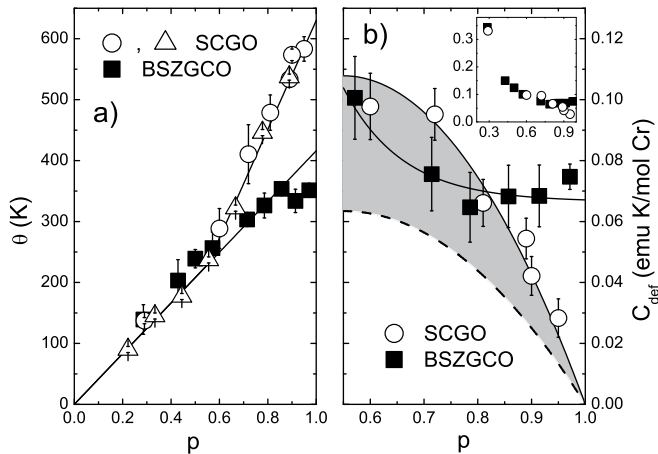 a)
, SCGO
BSZGCO
θ (K)
600
500
400
300
200
100
0
0.0 0.2 0.4 0.6 0.8 1.0
p
b)
0.3
0.2
0.1
0.0
0.3 0.6 0.9
0.12
0.10
0.08
0.06
0.04
0.02
0.00
C_def (emu K/mol Cr)
SCGO
BSZGCO
0.6 0.7 0.8 0.9 1.0
p